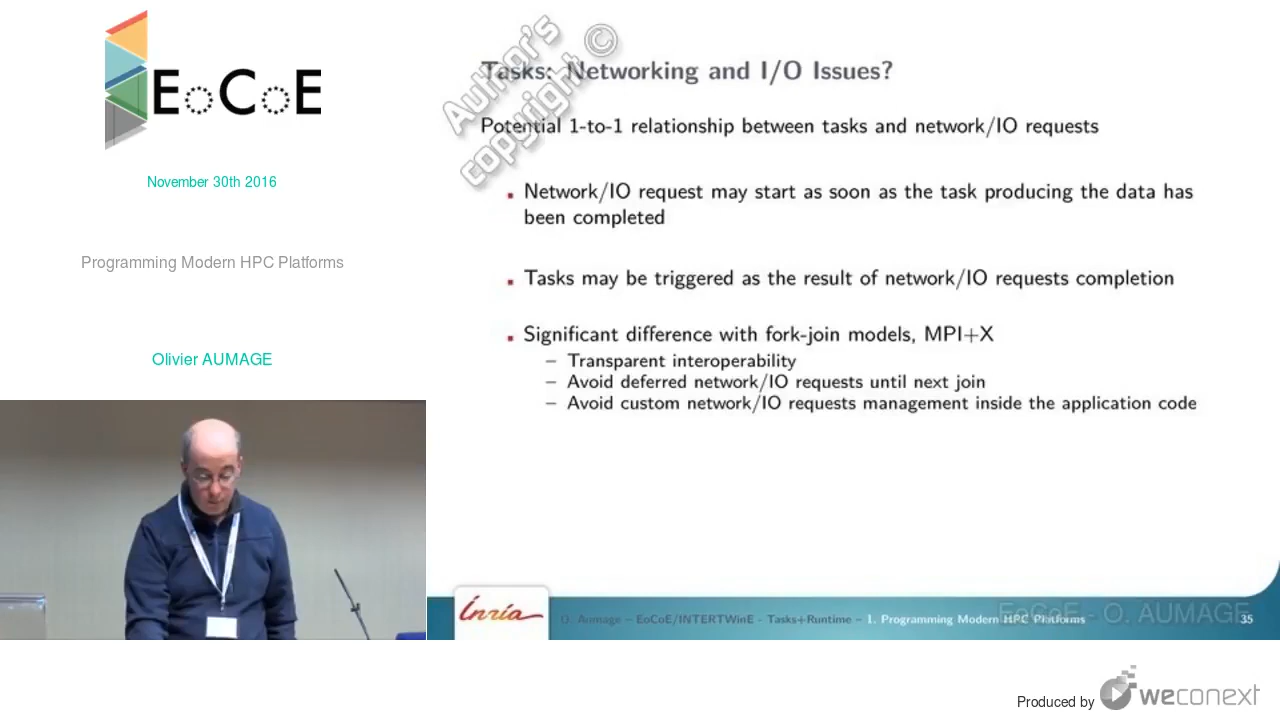 EoCoE
November 30th 2016
Programming Modern HPC Platforms
Olivier AUMAGE
Author's
copyright ©
Tasks: Networking and I/O Issues?
Potential 1-to-1 relationship between tasks and network/IO requests
Network/IO request may start as soon as the task producing the data has
been completed
Tasks may be triggered as the result of network/IO requests completion
Significant difference with fork-join models, MPI+X
– Transparent interoperability
– Avoid deferred network/IO requests until next join
– Avoid custom network/IO requests management inside the application code
Inria
O. Aumage – EoCoE/INTERTWinE - Tasks+Runtime – 1. Programming Modern HPC Platforms
EoCoE - O. AUMAGE
35
Produced by weconext